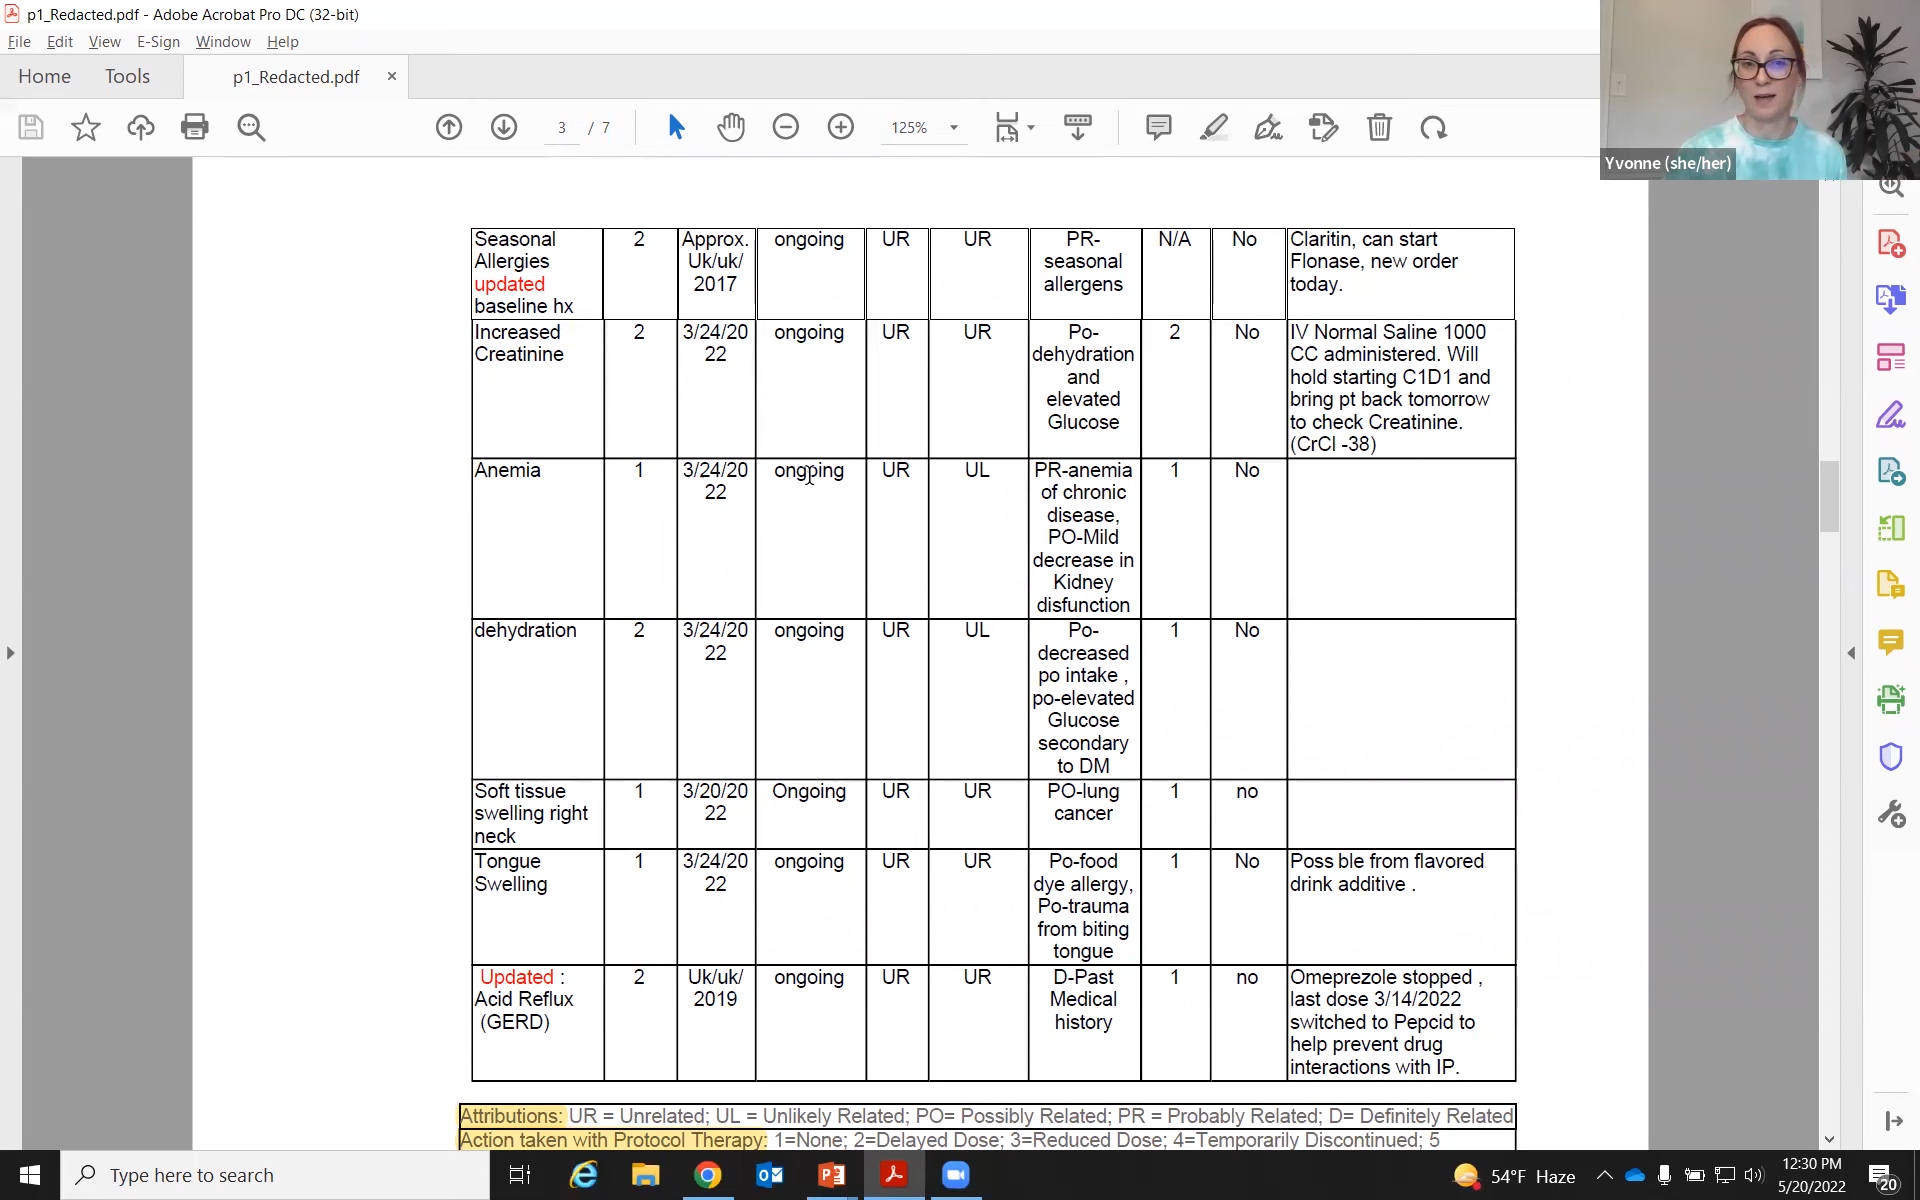 p1_Redacted.pdf - Adobe Acrobat Pro DC (32-bit)
File Edit View E-Sign Window Help
Home Tools p1_Redacted.pdf ×
3 / 7 125%
Yvonne (she/her)
Seasonal Allergies updated baseline hx 2 Approx. Uk/uk/ 2017 ongoing UR UR PR- seasonal allergens N/A No Claritin, can start Flonase, new order today.
Increased Creatinine 2 3/24/20 22 ongoing UR UR Po- dehydration and elevated Glucose 2 No IV Normal Saline 1000 CC administered. Will hold starting C1D1 and bring pt back tomorrow to check Creatinine. (CrCl -38)
Anemia 1 3/24/20 22 ongoing UR UL PR-anemia of chronic disease, PO-Mild decrease in Kidney disfunction 1 No
dehydration 2 3/24/20 22 ongoing UR UL Po- decreased po intake , po-elevated Glucose secondary to DM 1 No
Soft tissue swelling right neck 1 3/20/20 22 Ongoing UR UR PO-lung cancer 1 no
Tongue Swelling 1 3/24/20 22 ongoing UR UR Po-food dye allergy, Po-trauma from biting tongue 1 No Poss ble from flavored drink additive .
Updated : Acid Reflux (GERD) 2 Uk/uk/ 2019 ongoing UR UR D-Past Medical history 1 no Omeprezole stopped , last dose 3/14/2022 switched to Pepcid to help prevent drug interactions with IP.
Attributions: UR = Unrelated; UL = Unlikely Related; PO= Possibly Related; PR = Probably Related; D= Definitely Related
Action taken with Protocol Therapy: 1=None; 2=Delayed Dose; 3=Reduced Dose; 4=Temporarily Discontinued; 5
Type here to search
54°F Haze
12:30 PM
5/20/2022
20